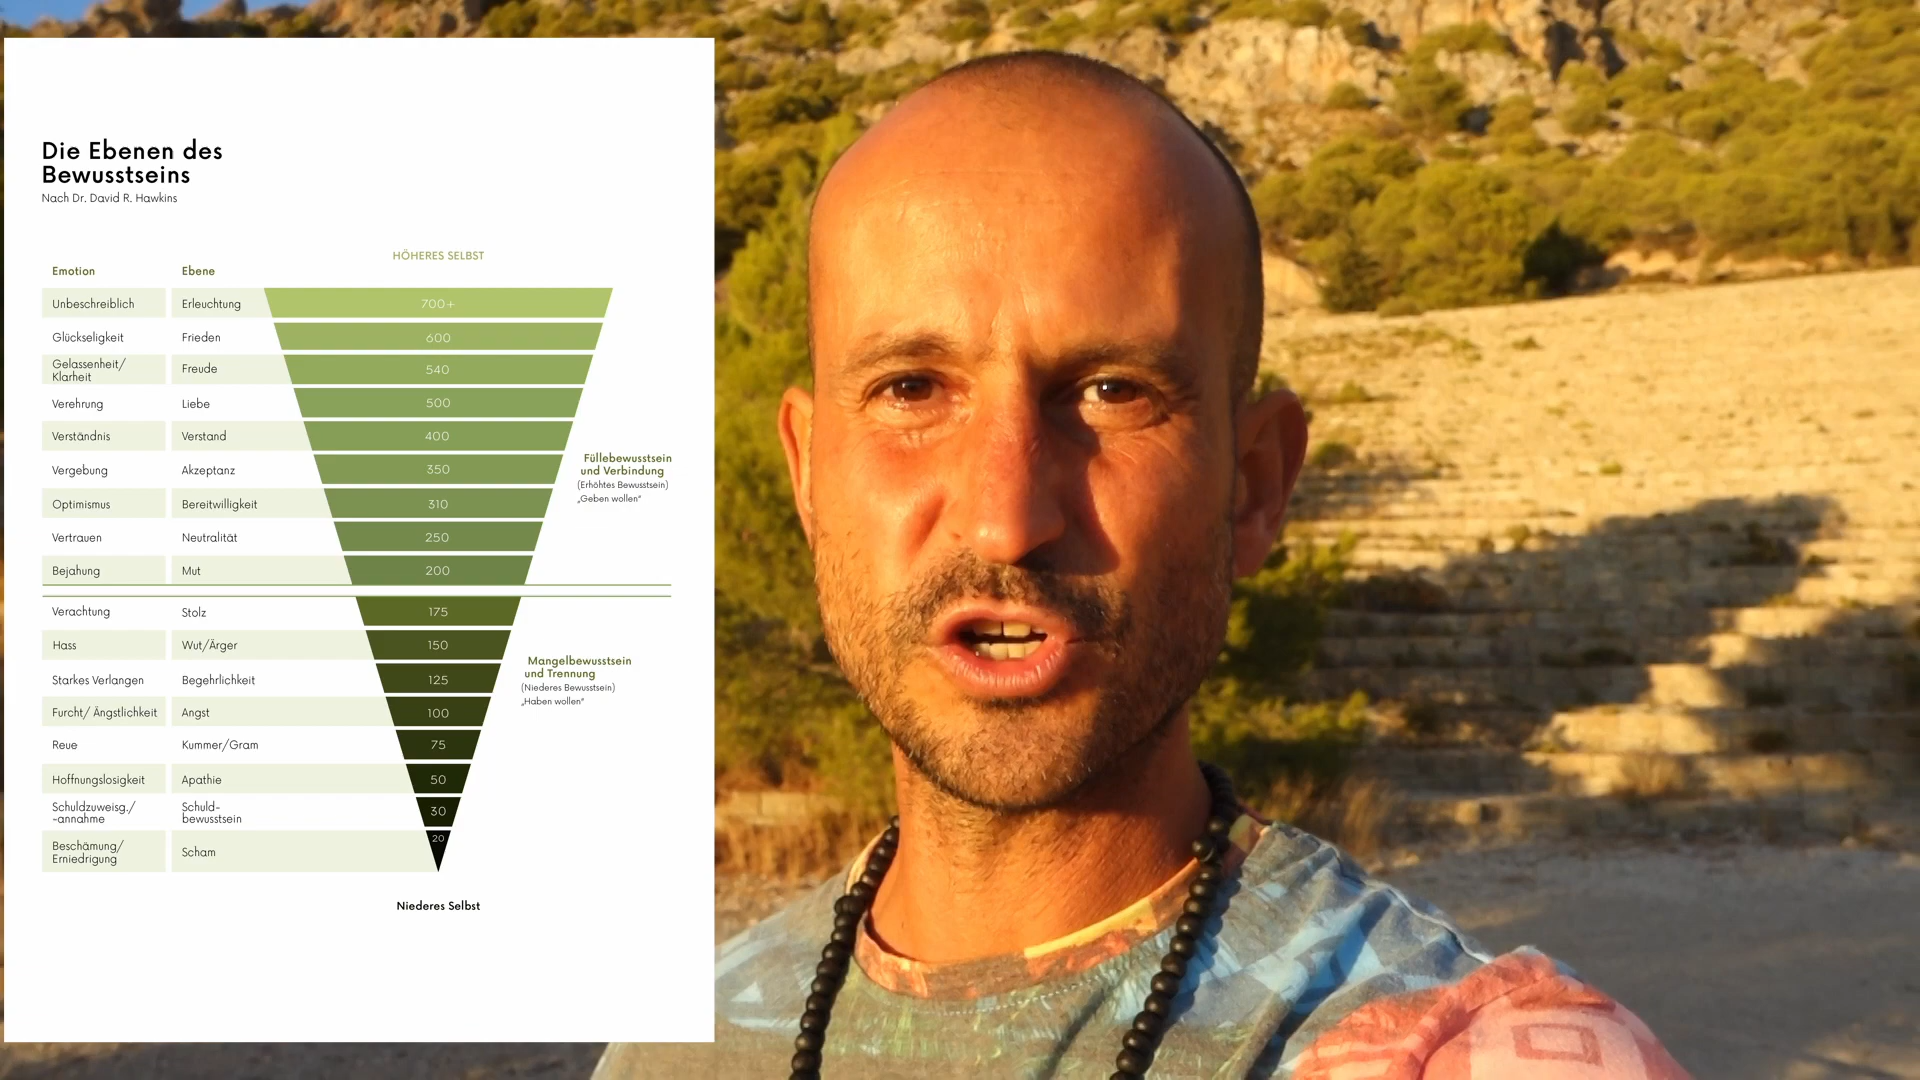 Die Ebenen des
Bewusstseins
Nach Dr. David R. Hawkins
HÖHERES SELBST
Emotion Ebene
Unbeschreiblich Erleuchtung 700+
Glückseligkeit Frieden 600
Gelassenheit/
Klarheit Freude 540
Verehrung Liebe 500
Verständnis Verstand 400
Vergebung Akzeptanz 350
Optimismus Bereitwilligkeit 310
Vertrauen Neutralität 250
Bejahung Mut 200
Füllebewusstsein
und Verbindung
(Erhöhtes Bewusstsein)
„Geben wollen“
Verachtung Stolz 175
Hass Wut/Ärger 150
Starkes Verlangen Begehrlichkeit 125
Furcht/ Ängstlichkeit Angst 100
Reue Kummer/Gram 75
Hoffnungslosigkeit Apathie 50
Schuldzuweisg./ Schuld-
-annahme bewusstsein 30
Beschämung/
Erniedrigung Scham 20
Mangelbewusstsein
und Trennung
(Niederes Bewusstsein)
„Haben wollen“
Niederes Selbst